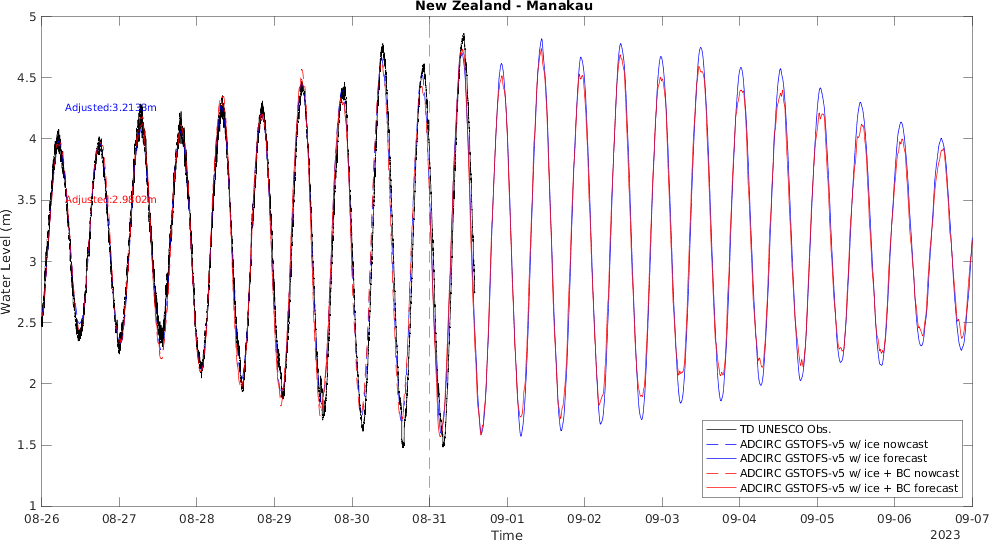 New Zealand - Manakau
5
4.5
4
3.5
3
2.5
2
1.5
1
Water Level (m)
Adjusted:3.2138m
Adjusted:2.9802m
TD UNESCO Obs.
ADCIRC GSTOFS-v5 w/ ice nowcast
ADCIRC GSTOFS-v5 w/ ice forecast
ADCIRC GSTOFS-v5 w/ ice + BC nowcast
ADCIRC GSTOFS-v5 w/ ice + BC forecast
08-26 08-27 08-28 08-29 08-30 08-31 09-01 09-02 09-03 09-04 09-05 09-06 09-07
Time
2023